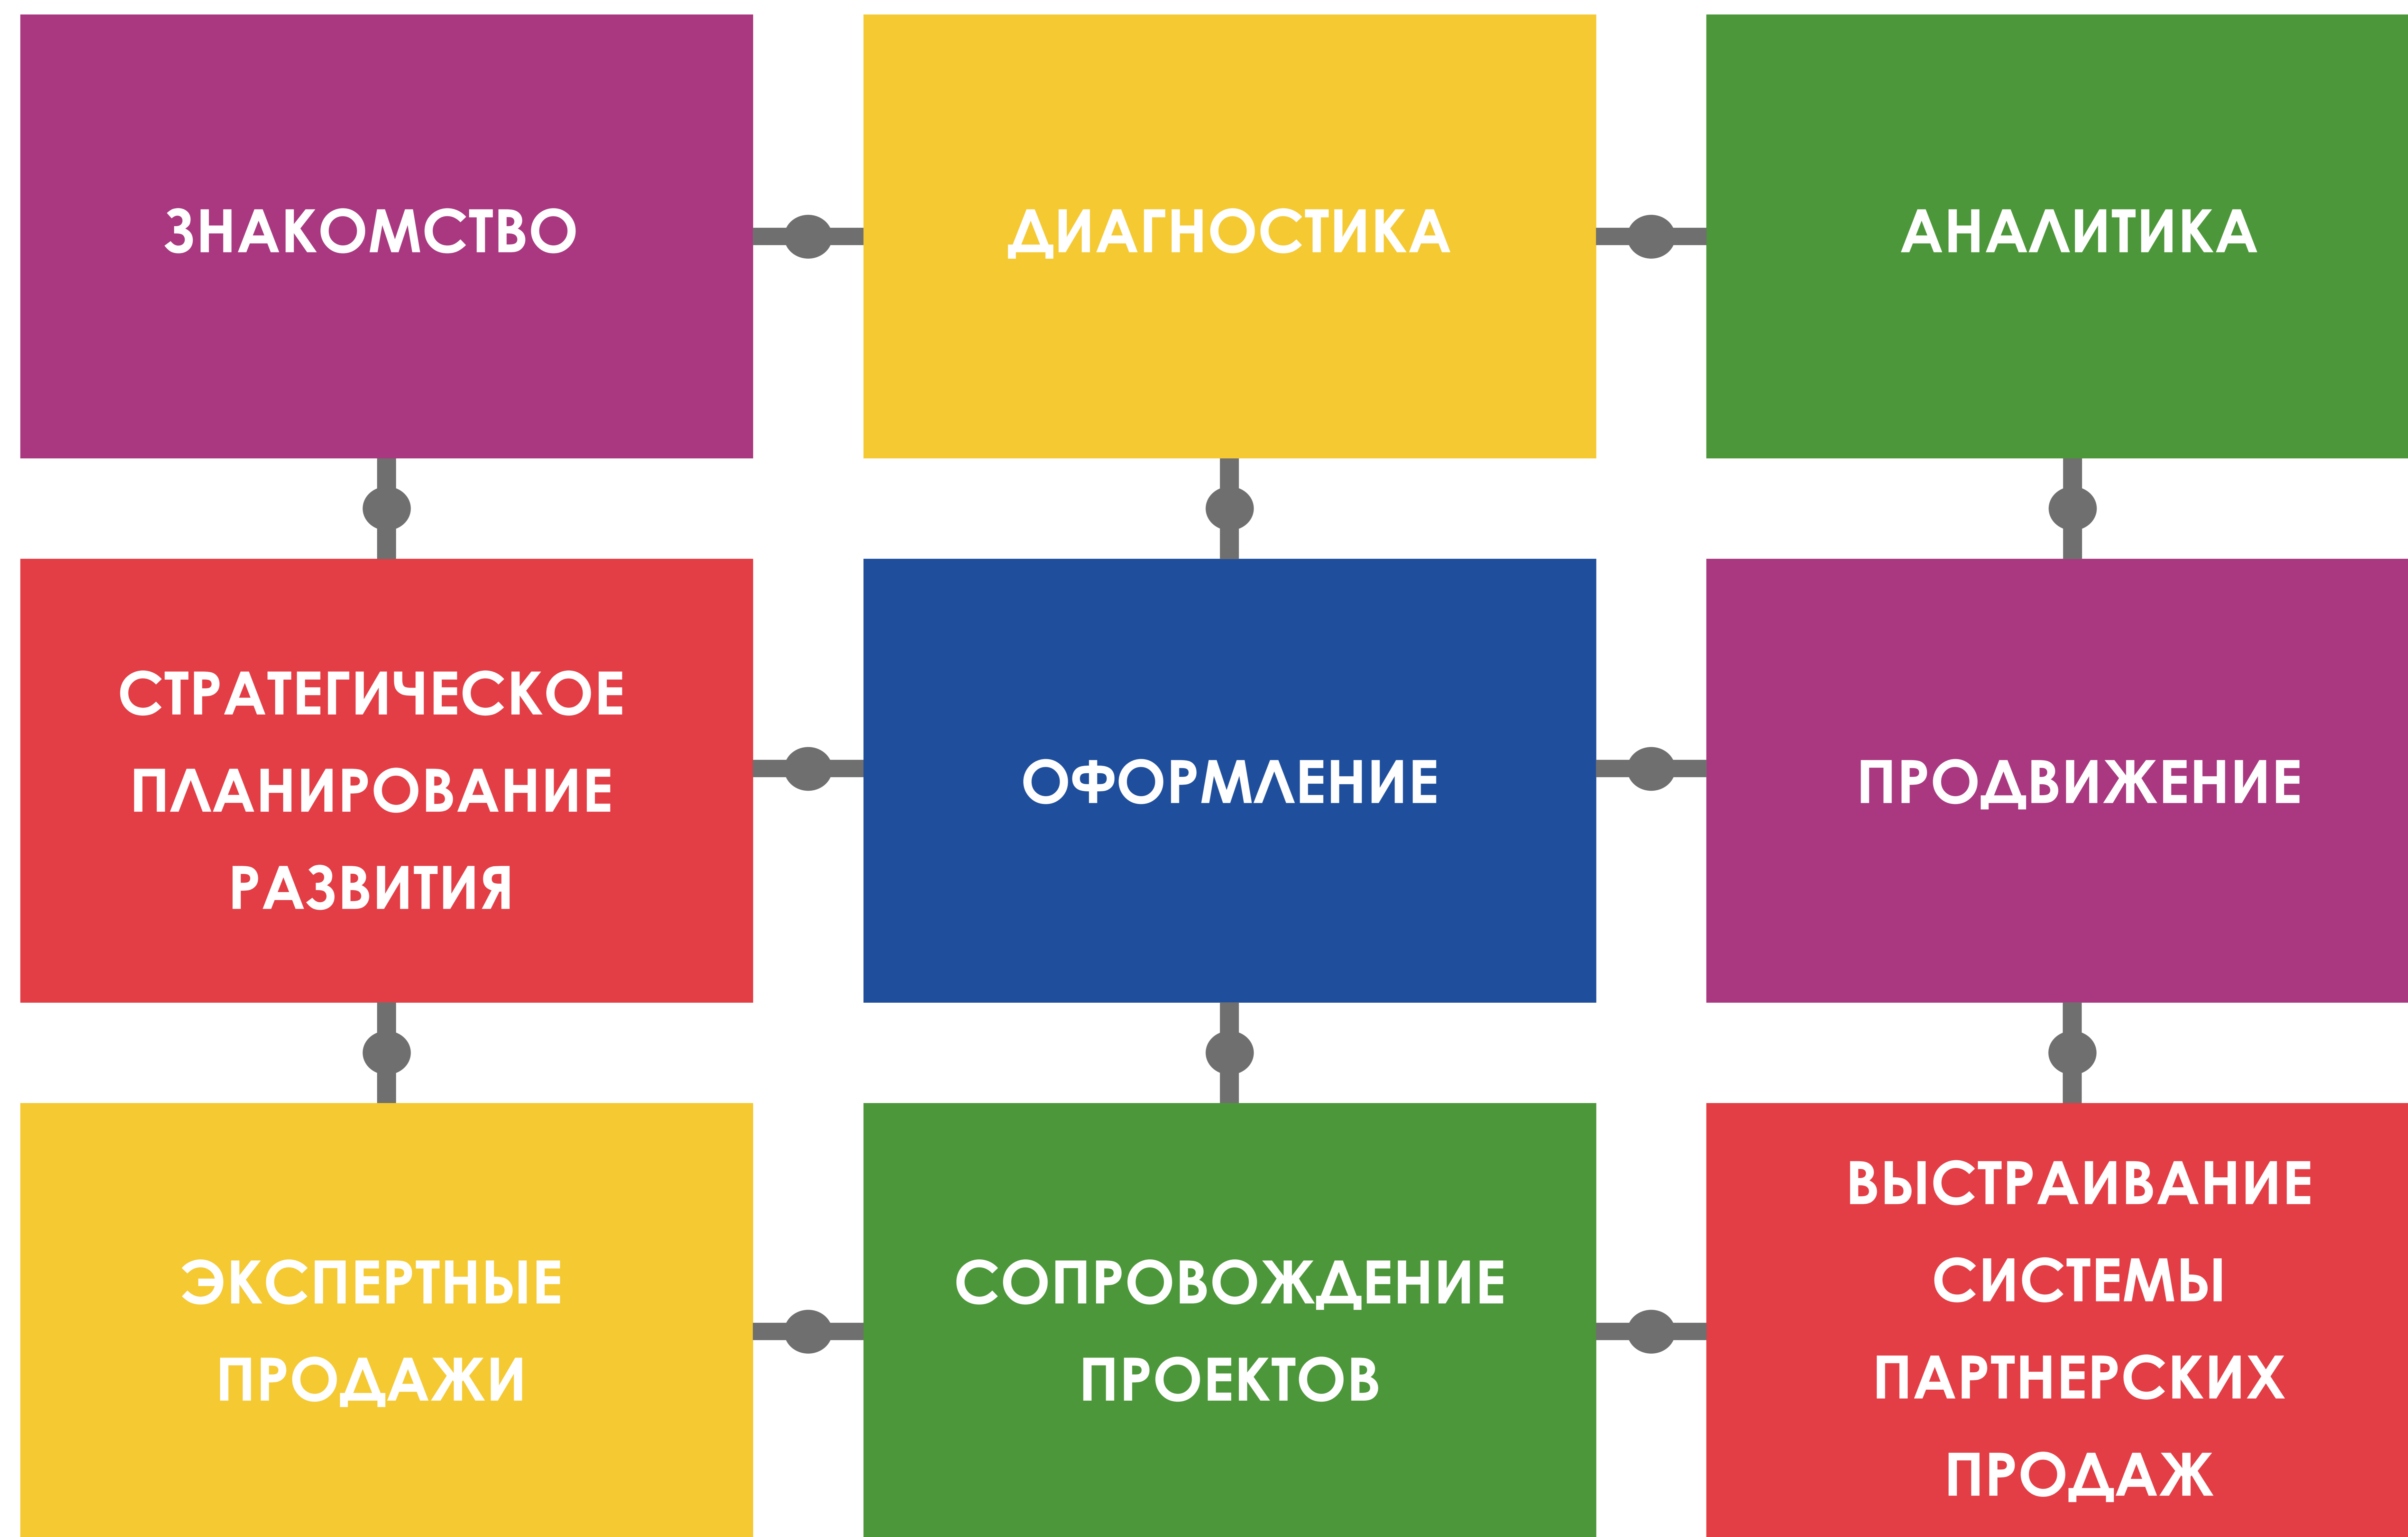 ЗНАКОМСТВО
ДИАГНОСТИКА
АНАЛИТИКА
СТРАТЕГИЧЕСКОЕ
ПЛАНИРОВАНИЕ
РАЗВИТИЯ
ОФОРМЛЕНИЕ
ПРОДВИЖЕНИЕ
ЭКСПЕРТНЫЕ
ПРОДАЖИ
СОПРОВОЖДЕНИЕ
ПРОЕКТОВ
ВЫСТРАИВАНИЕ
СИСТЕМЫ
ПАРТНЕРСКИХ
ПРОДАЖ